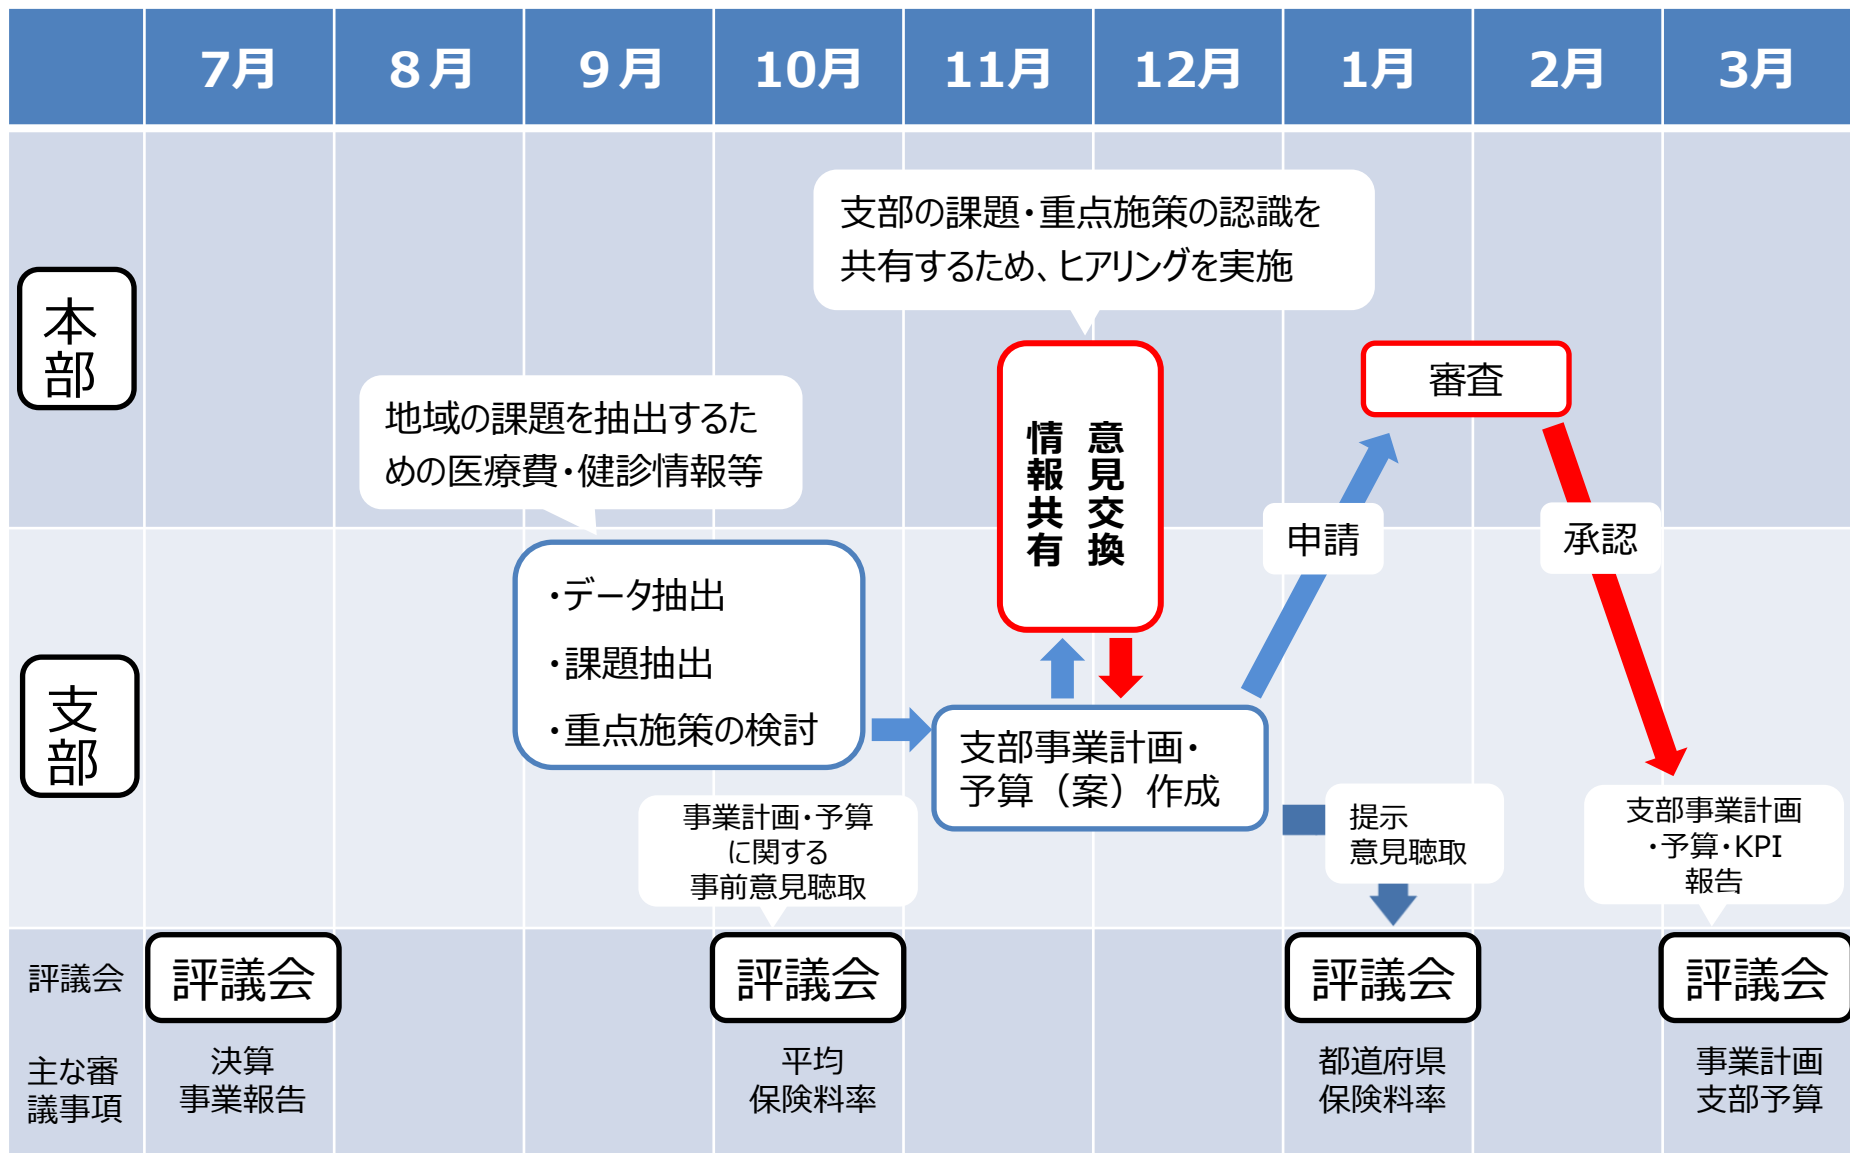 7月
８月
９月
10月
11月
12月
1月
2月
3月
本
部
支部の課題・重点施策の認識を
共有するため、ヒアリングを実施
地域の課題を抽出するた
めの医療費・健診情報等
意見交換
情報共有
審査
申請
承認
支
部
・データ抽出
・課題抽出
・重点施策の検討
支部事業計画・
予算（案）作成
事業計画・予算
に関する
事前意見聴取
提示
意見聴取
支部事業計画
・予算・KPI
報告
評議会
評議会
評議会
評議会
評議会
主な審
議事項
決算
事業報告
平均
保険料率
都道府県
保険料率
事業計画
支部予算